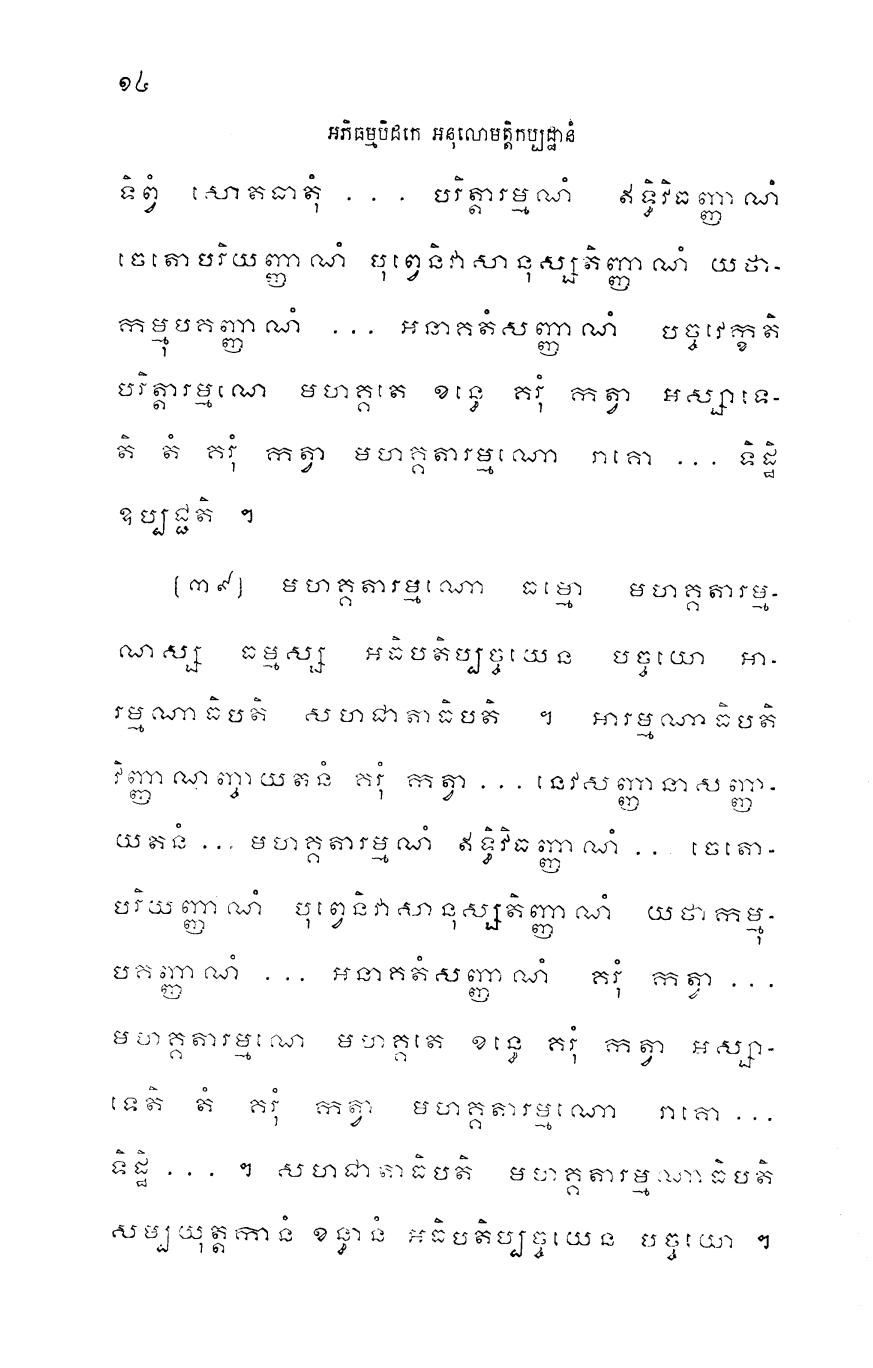 ១៤
អភិធម្មបិដកេ អនុលោមត្តិកប្បដ្ឋានំ
ទិព្វំ សោតធាតុំ . . . បរិត្តារម្មណំ ឥទ្ធិវិធញ្ញាណំ
ចេតោបរិយញ្ញាណំ បុព្វេនិវាសានុស្សតិញ្ញាណំ យថា-
កម្មុបគញ្ញាណំ . . . អនាគតំសញ្ញាណំ បច្ចវេក្ខតិ
បរិត្តារម្មណេ មហគ្គតេ ខន្ធេ គរុំ កត្វា អស្សាទេ-
តិ តំ គរុំ កត្វា មហគ្គតារម្មណោ រាគោ . . . ទិដ្ឋិ
ឧប្បជ្ជតិ ។
[៣៩] មហគ្គតារម្មណោ ធម្មោ មហគ្គតារម្ម-
ណស្ស ធម្មស្ស អធិបតិប្បច្ចយេន បច្ចយោ អា-
រម្មណាធិបតិ សហជាតាធិបតិ ។ អារម្មណាធិបតិ
វិញ្ញាណញ្ចាយតនំ គរុំ កត្វា . . . នេវសញ្ញានាសញ្ញា-
យតនំ . . . មហគ្គតារម្មណំ ឥទ្ធិវិធញ្ញាណំ . . . ចេតោ-
បរិយញ្ញាណំ បុព្វេនិវាសានុស្សតិញ្ញាណំ យថាកម្មុ-
បគញ្ញាណំ . . . អនាគតំសញ្ញាណំ គរុំ កត្វា . . .
មហគ្គតារម្មណេ មហគ្គតេ ខន្ធេ គរុំ កត្វា អស្សា-
ទេតិ តំ គរុំ កត្វា មហគ្គតារម្មណោ រាគោ . . .
ទិដ្ឋិ . . . ។ សហជាតាធិបតិ មហគ្គតារម្មណាធិបតិ
សម្បយុត្តកានំ ខន្ធានំ អធិបតិប្បច្ចយេន បច្ចយោ ។